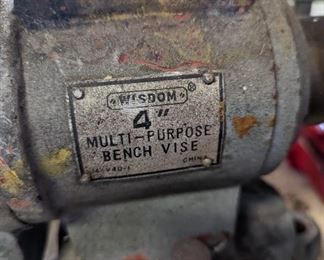 WISDOM®
4"
MULTI-PURPOSE
BENCH VISE
CHINA